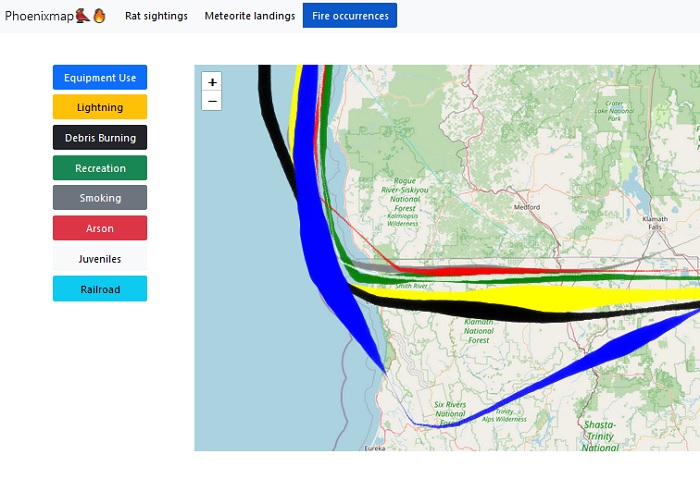 Phoenixmap
Rat sightings
Meteorite landings
Fire occurrences
Equipment Use
Lightning
Debris Burning
Recreation
Smoking
Arson
Juveniles
Railroad
+
−
Crater
Lake National
Park
Rogue
River-Siskiyou
National
Forest
Kalmiopsis
Wilderness
Medford
Klamath
Falls
Smith River
Klamath
National
Forest
Six Rivers
National
Forest
Trinity
Alps Wilderness
Shasta-
Trinity
National
Eureka